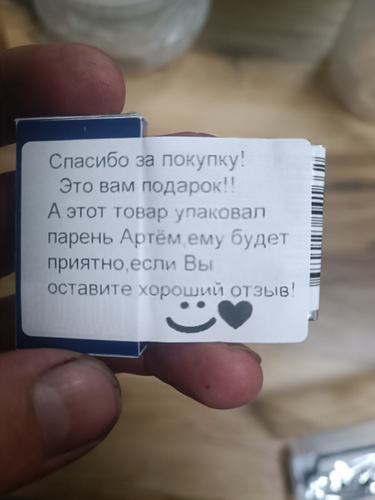 Спасибо за покупку!
Это вам подарок!!
А этот товар упаковал
парень Артём,ему будет
приятно,если Вы
оставите хороший отзыв!